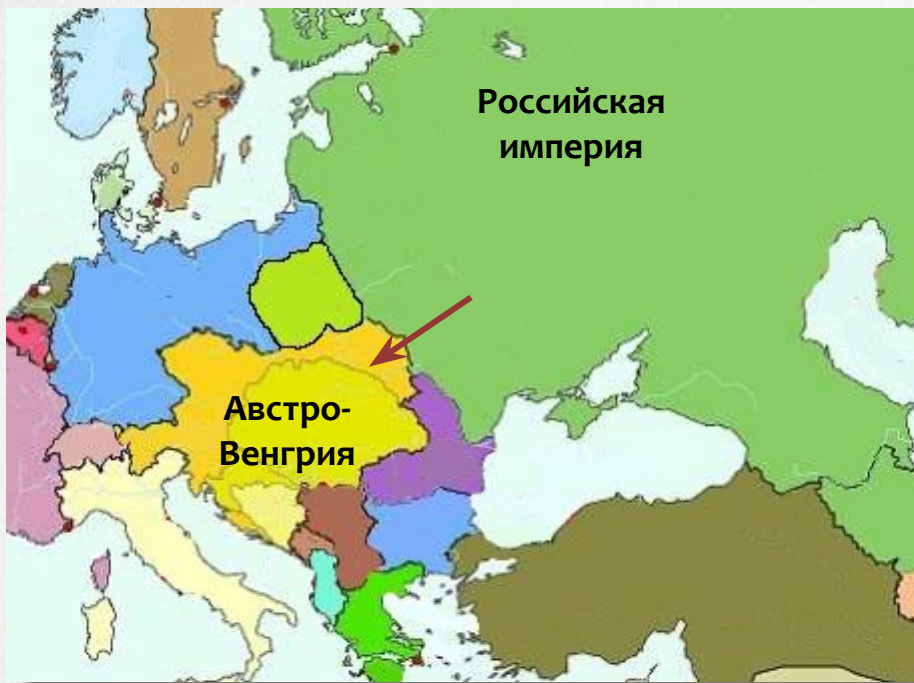 Российская
империя
Австро-
Венгрия